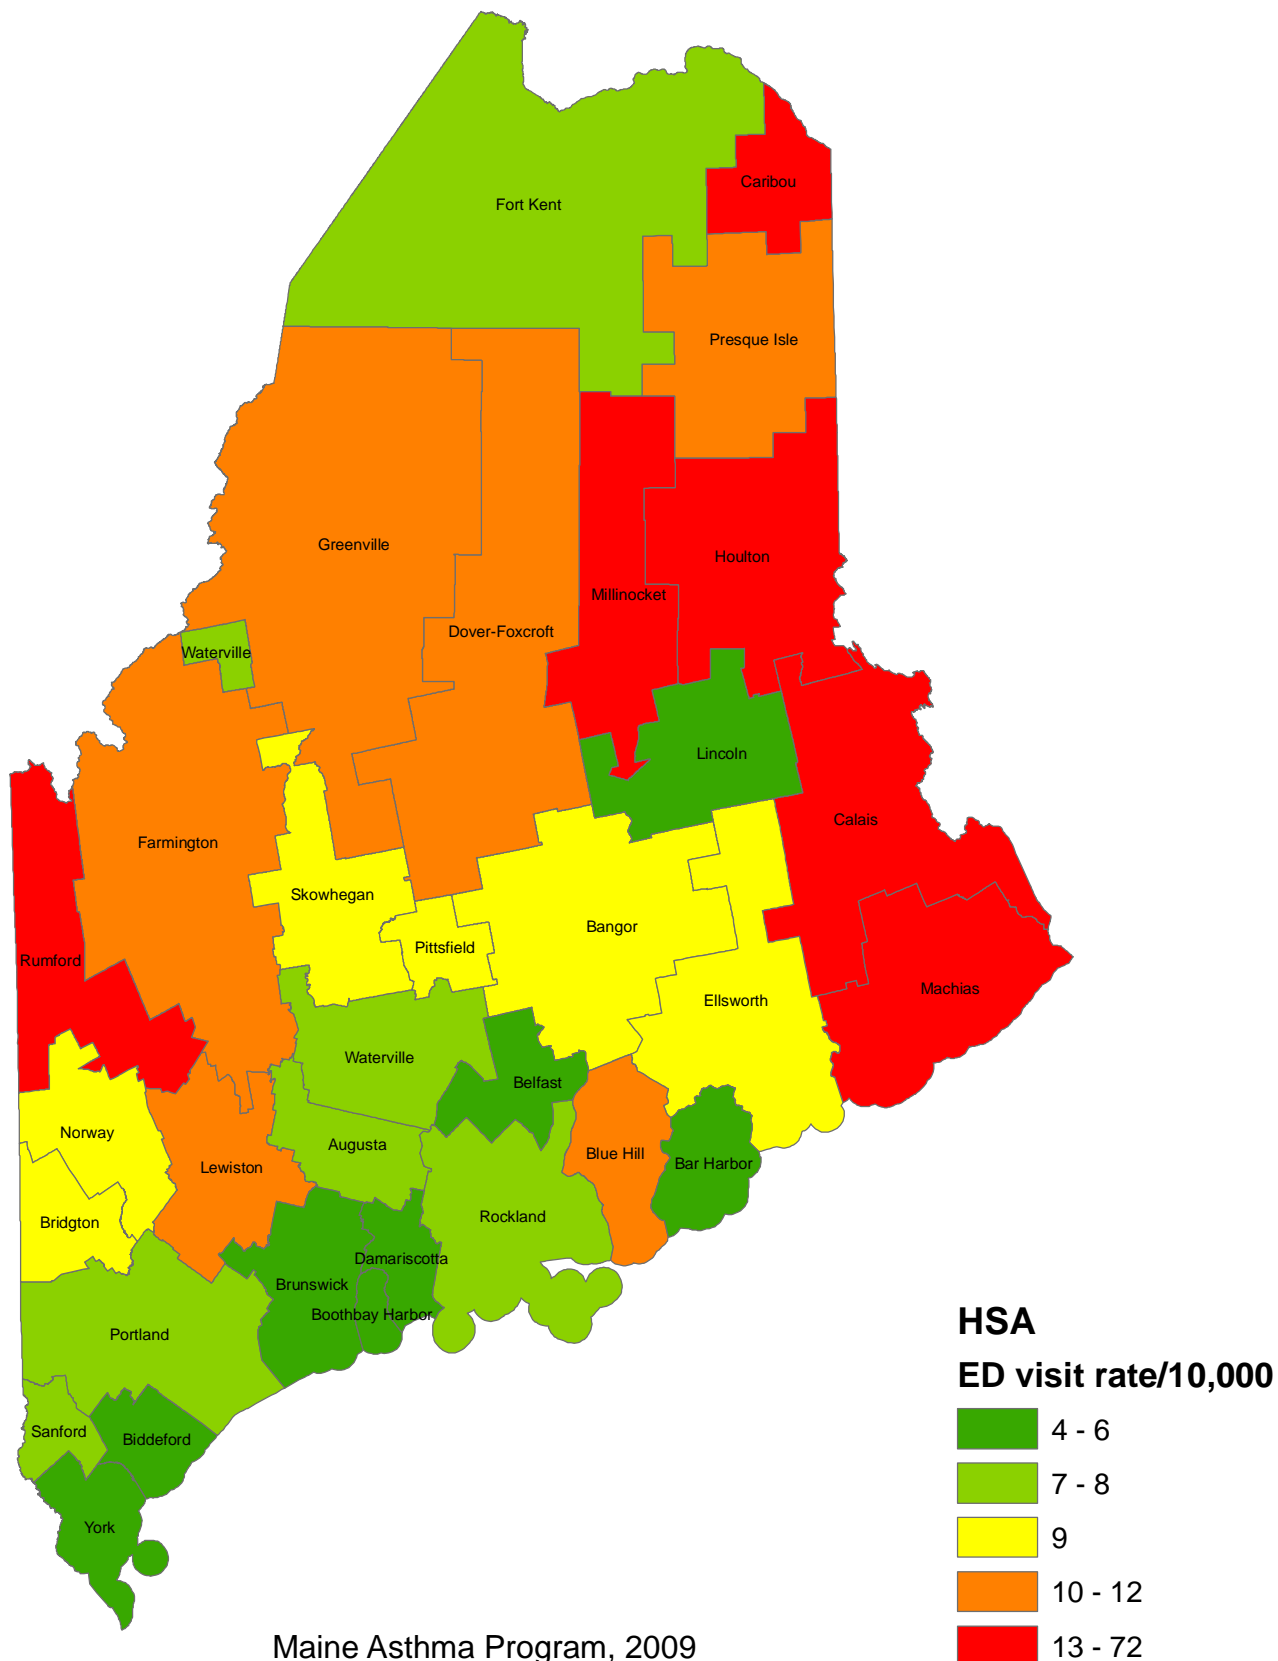 Caribou
Fort Kent
Presque Isle
Greenville
Houlton
Millinocket
Dover-Foxcroft
Waterville
Lincoln
Calais
Farmington
Skowhegan
Bangor
Pittsfield
Rumford
Machias
Ellsworth
Waterville
Belfast
Norway
Augusta
Blue Hill
Bar Harbor
Lewiston
Rockland
Bridgton
Damariscotta
Brunswick
Boothbay Harbor
Portland
Sanford
Biddeford
York
HSA
ED visit rate/10,000
4 - 6
7 - 8
9
10 - 12
13 - 72
Maine Asthma Program, 2009